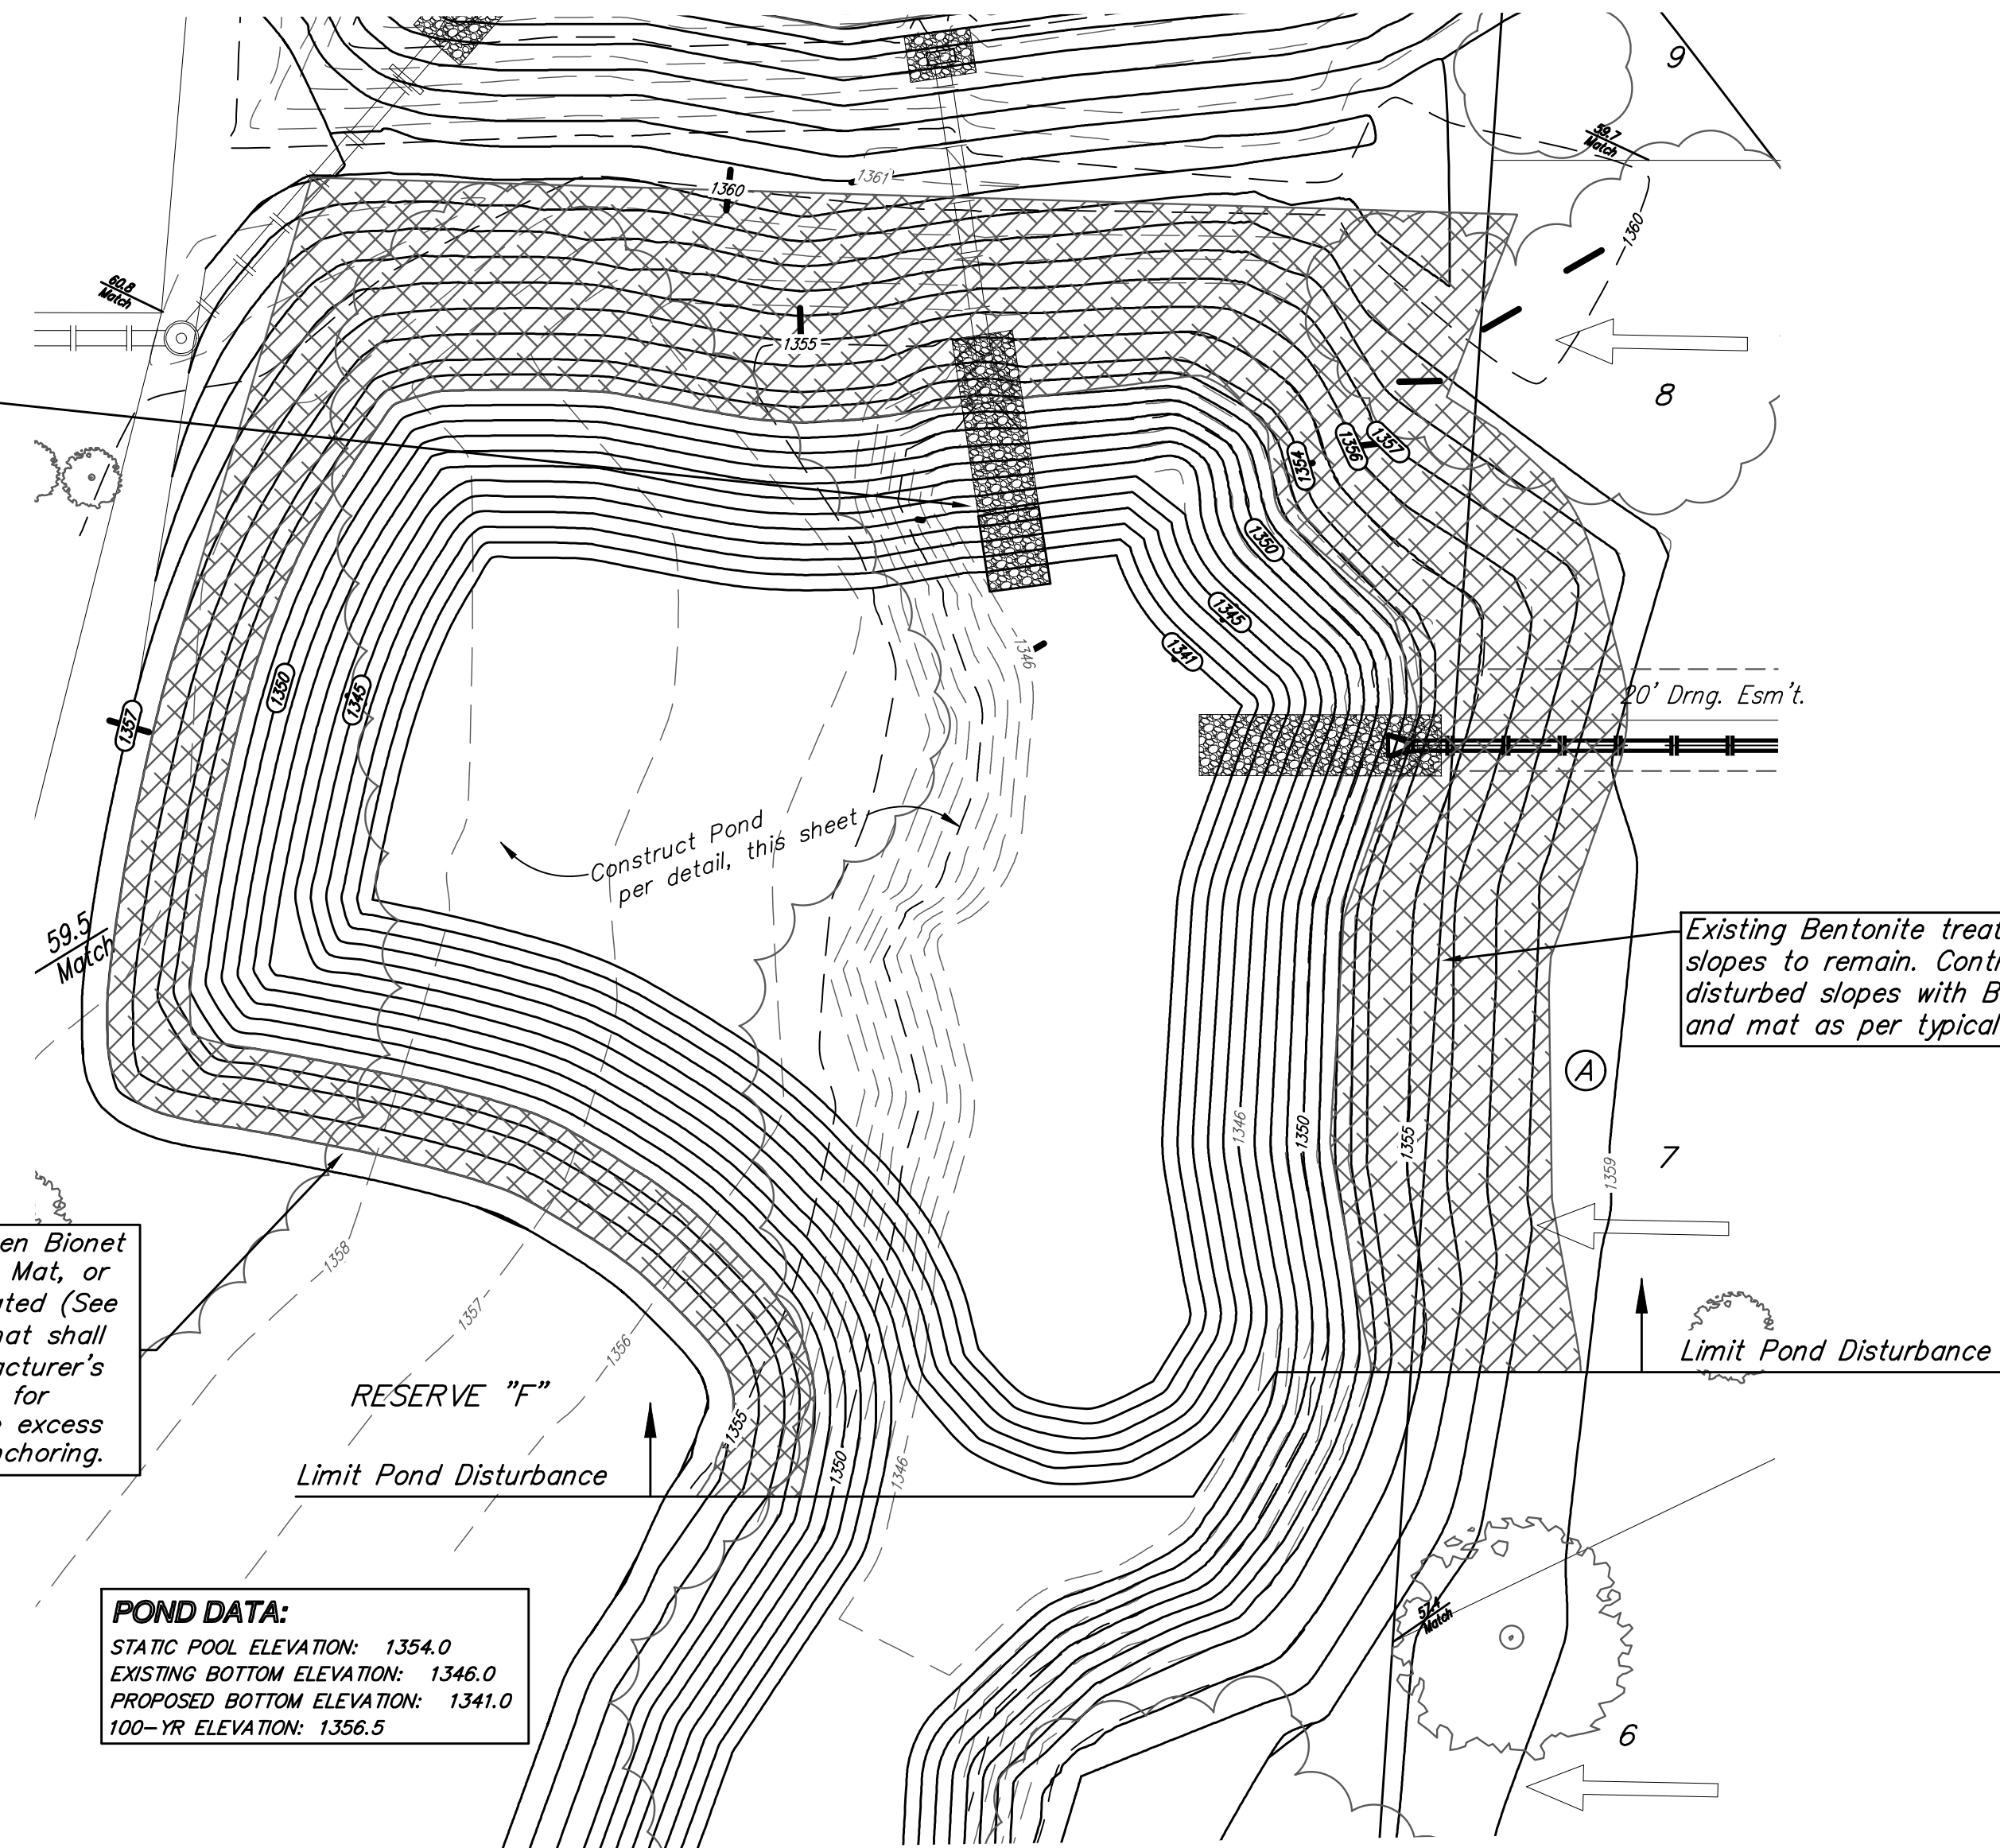 9
59.7
Match
1361
1360
1360
60.8
Match
1355
8
1357
1356
1354
1350
1345
1346
1341
1350
1345
1357
20' Drng. Esm't.
Construct Pond
per detail, this sheet
59.5
Match
Existing Bentonite treat
slopes to remain. Contr
disturbed slopes with B
and mat as per typical
A
1346
1350
1355
7
1359
en Bionet
Mat, or
ated (See
nat shall
acturer's
for
e excess
nchoring.
1358
1357
1356
RESERVE "F"
1355
1350
1346
Limit Pond Disturbance
Limit Pond Disturbance
POND DATA:
STATIC POOL ELEVATION: 1354.0
EXISTING BOTTOM ELEVATION: 1346.0
PROPOSED BOTTOM ELEVATION: 1341.0
100-YR ELEVATION: 1356.5
57.4
Match
6